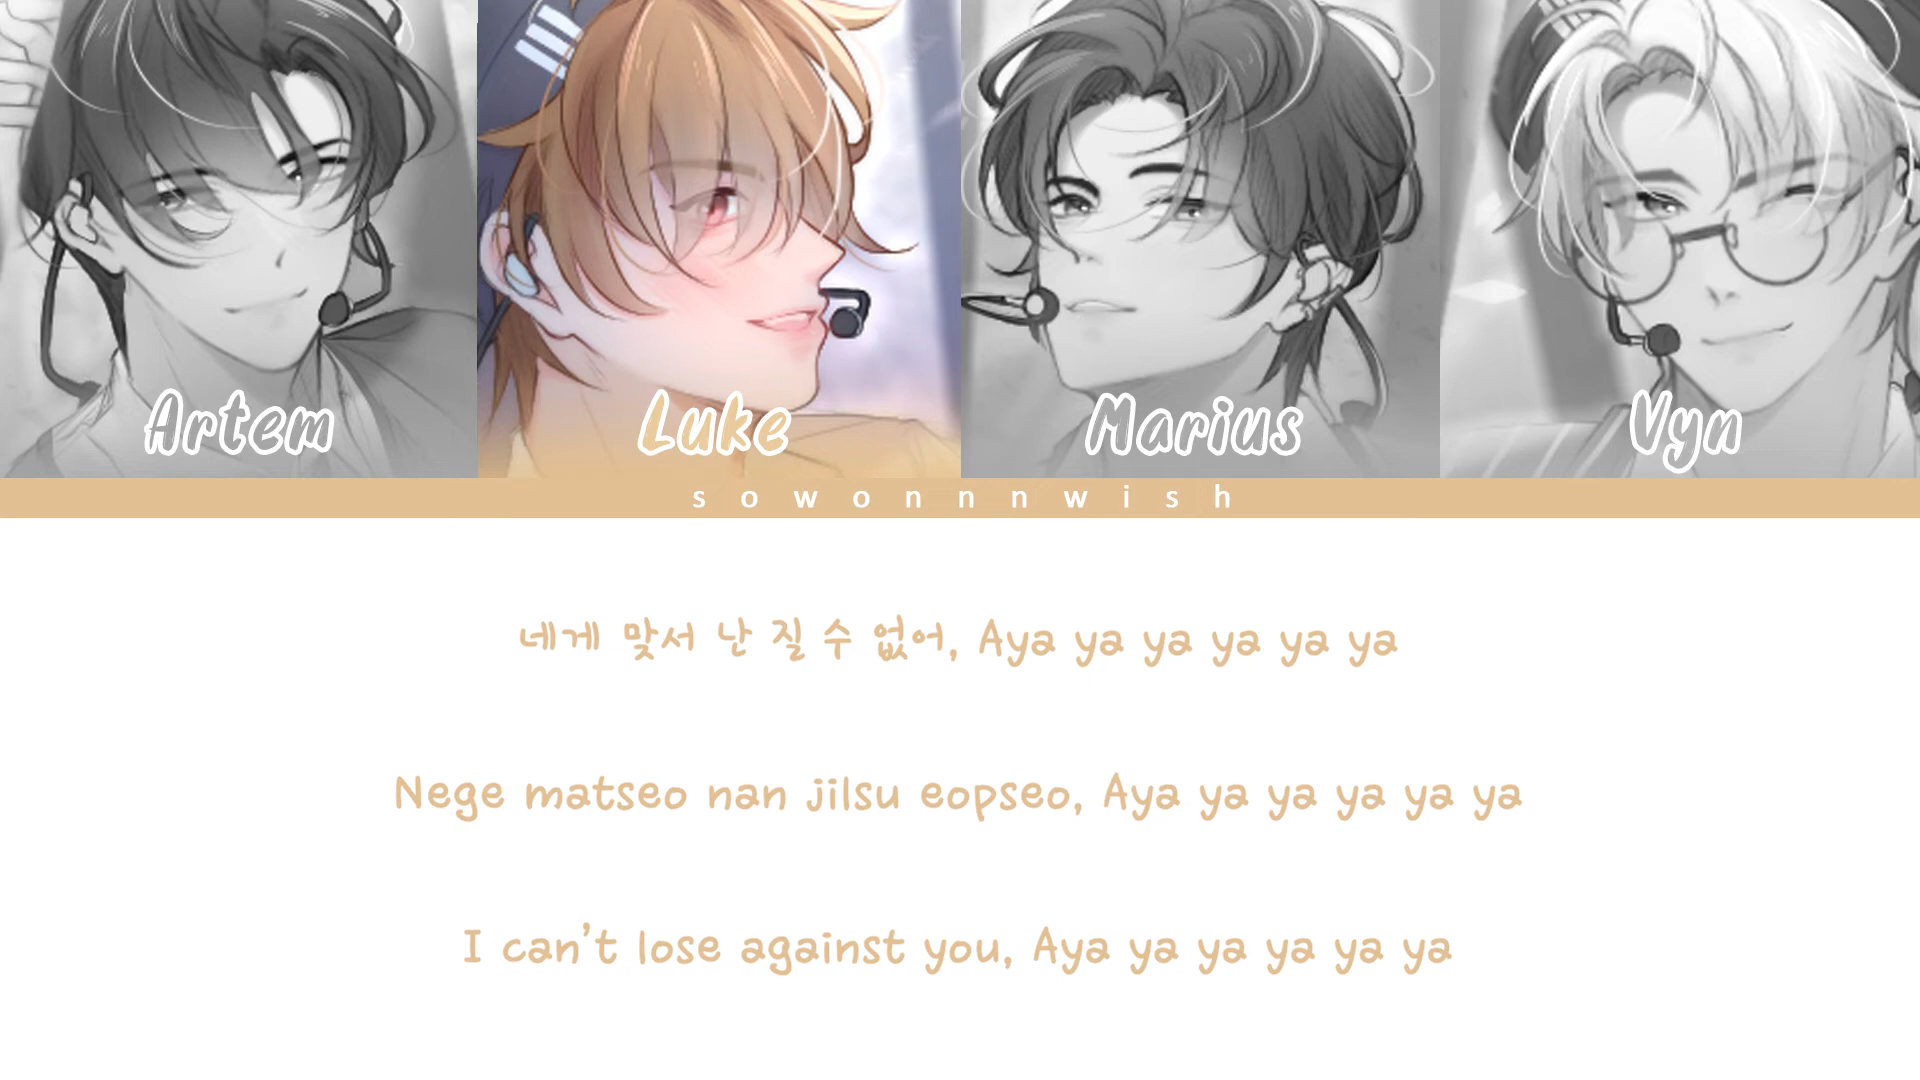 Artem
Luke
Marius
Vyn
sowonnnwish
네게 맞서 난 질 수 없어, Aya ya ya ya ya ya
Nege matseo nan jilsu eopseo, Aya ya ya ya ya ya
I can't lose against you, Aya ya ya ya ya ya